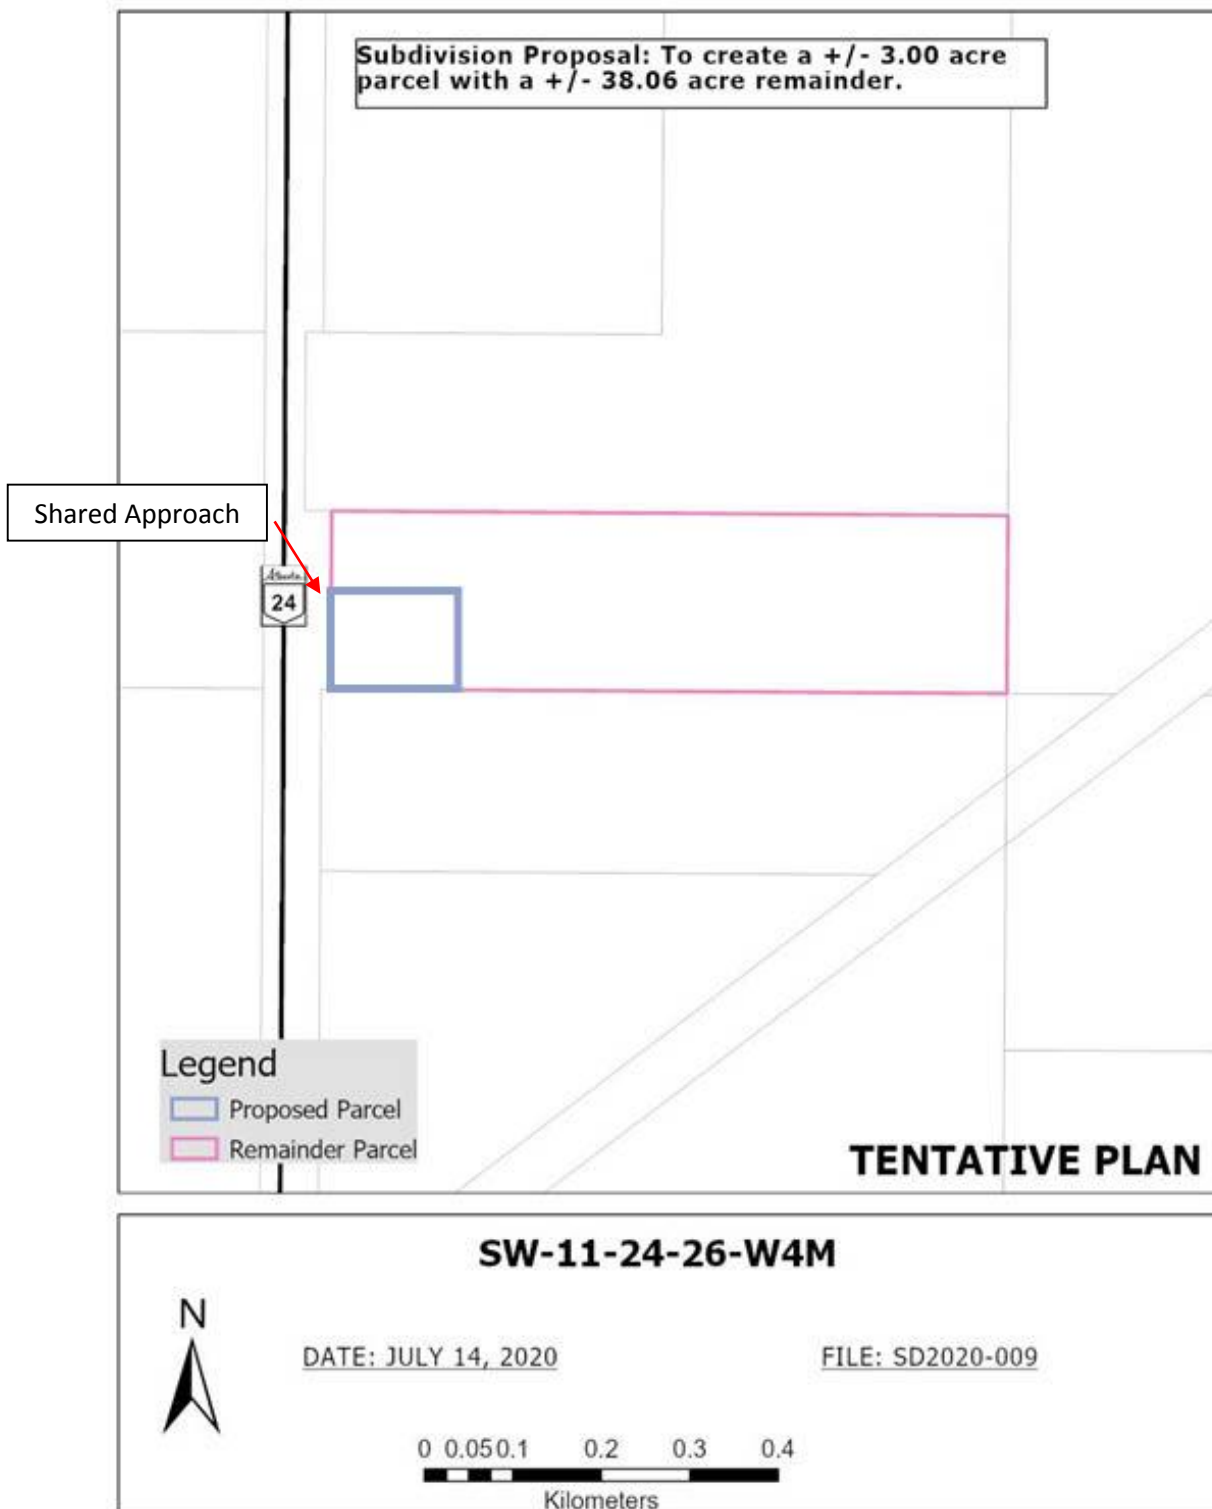 Subdivision Proposal: To create a +/- 3.00 acre
parcel with a +/- 38.06 acre remainder.
Shared Approach
Alberta
24
Legend
Proposed Parcel
Remainder Parcel
TENTATIVE PLAN
SW-11-24-26-W4M
N
DATE: JULY 14, 2020
FILE: SD2020-009
0 0.05 0.1 0.2 0.3 0.4
Kilometers